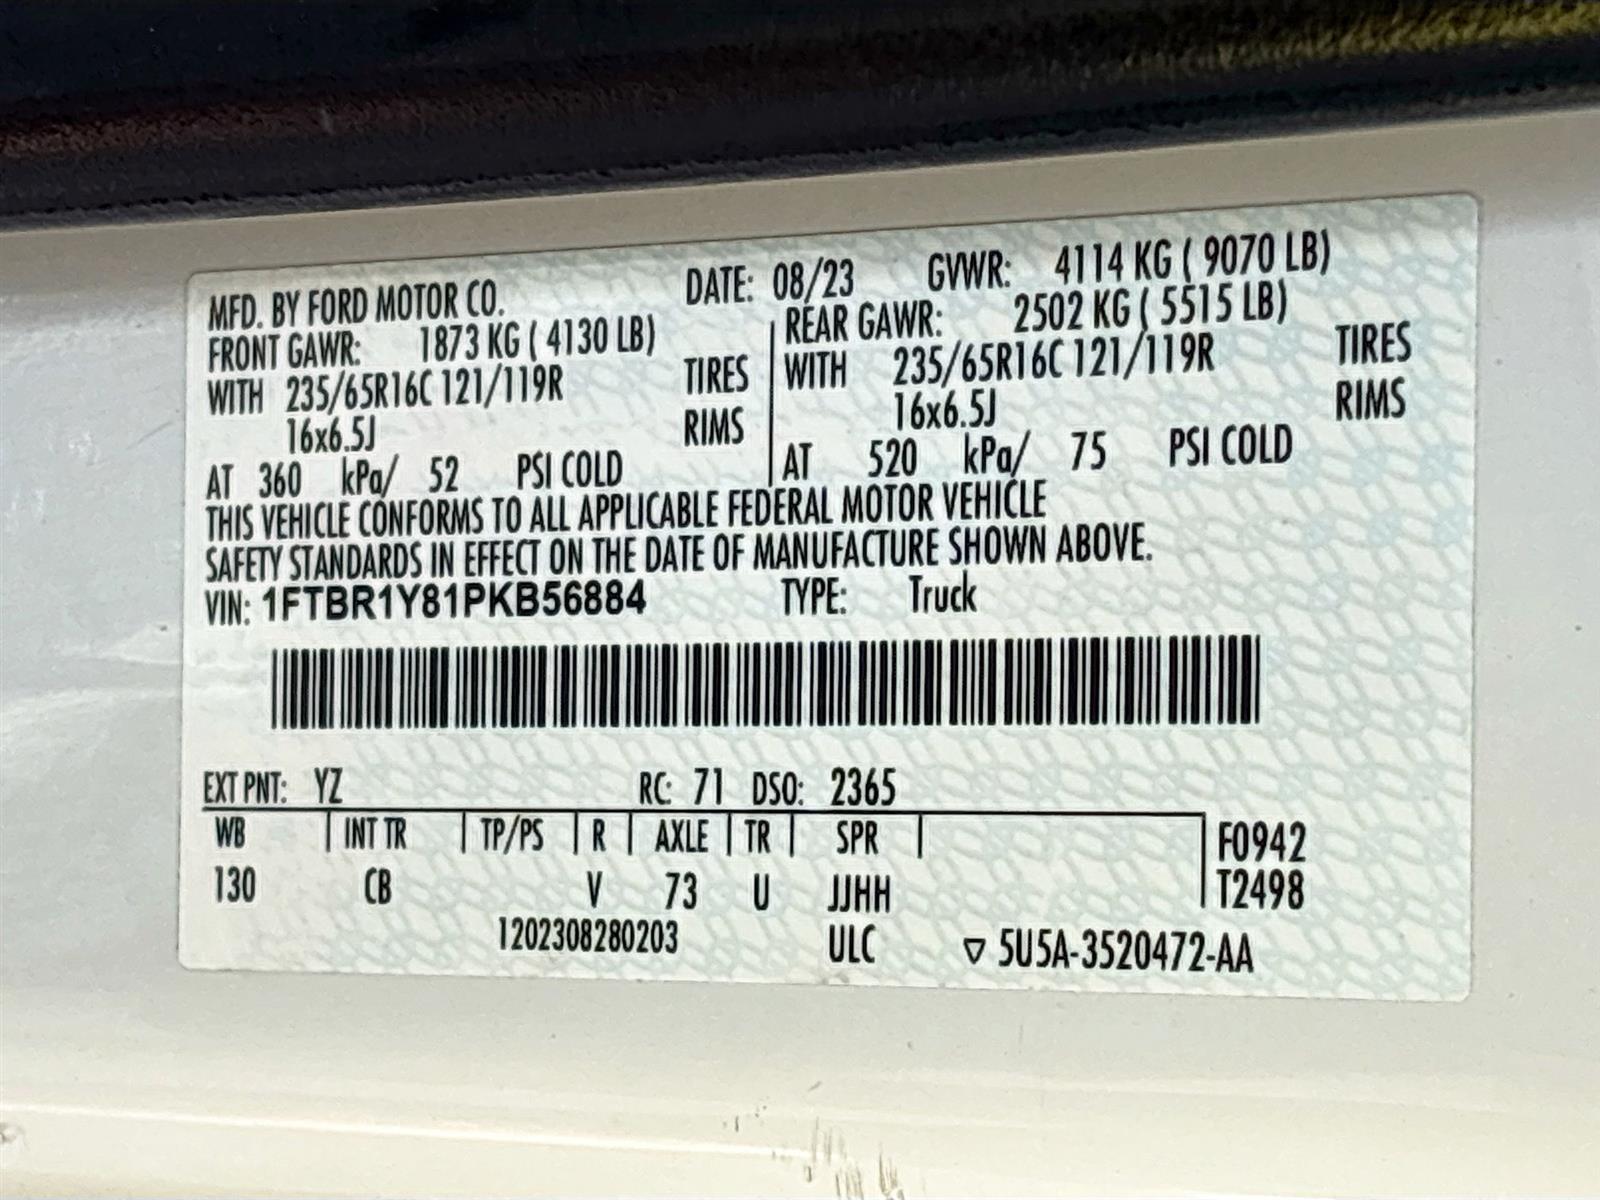 MFD. BY FORD MOTOR CO. DATE: 08/23 GVWR: 4114 KG ( 9070 LB)
FRONT GAWR: 1873 KG ( 4130 LB) REAR GAWR: 2502 KG ( 5515 LB)
WITH 235/65R16C 121/119R TIRES WITH 235/65R16C 121/119R TIRES
16x6.5J RIMS 16x6.5J RIMS
AT 360 kPa/ 52 PSI COLD AT 520 kPa/ 75 PSI COLD
THIS VEHICLE CONFORMS TO ALL APPLICABLE FEDERAL MOTOR VEHICLE
SAFETY STANDARDS IN EFFECT ON THE DATE OF MANUFACTURE SHOWN ABOVE.
VIN: 1FTBR1Y81PKB56884 TYPE: Truck
EXT PNT: YZ RC: 71 DSO: 2365
WB INT TR TP/PS R AXLE TR SPR F0942
130 CB V 73 U JJHH T2498
1202308280203 ULC ▽ 5U5A-3520472-AA